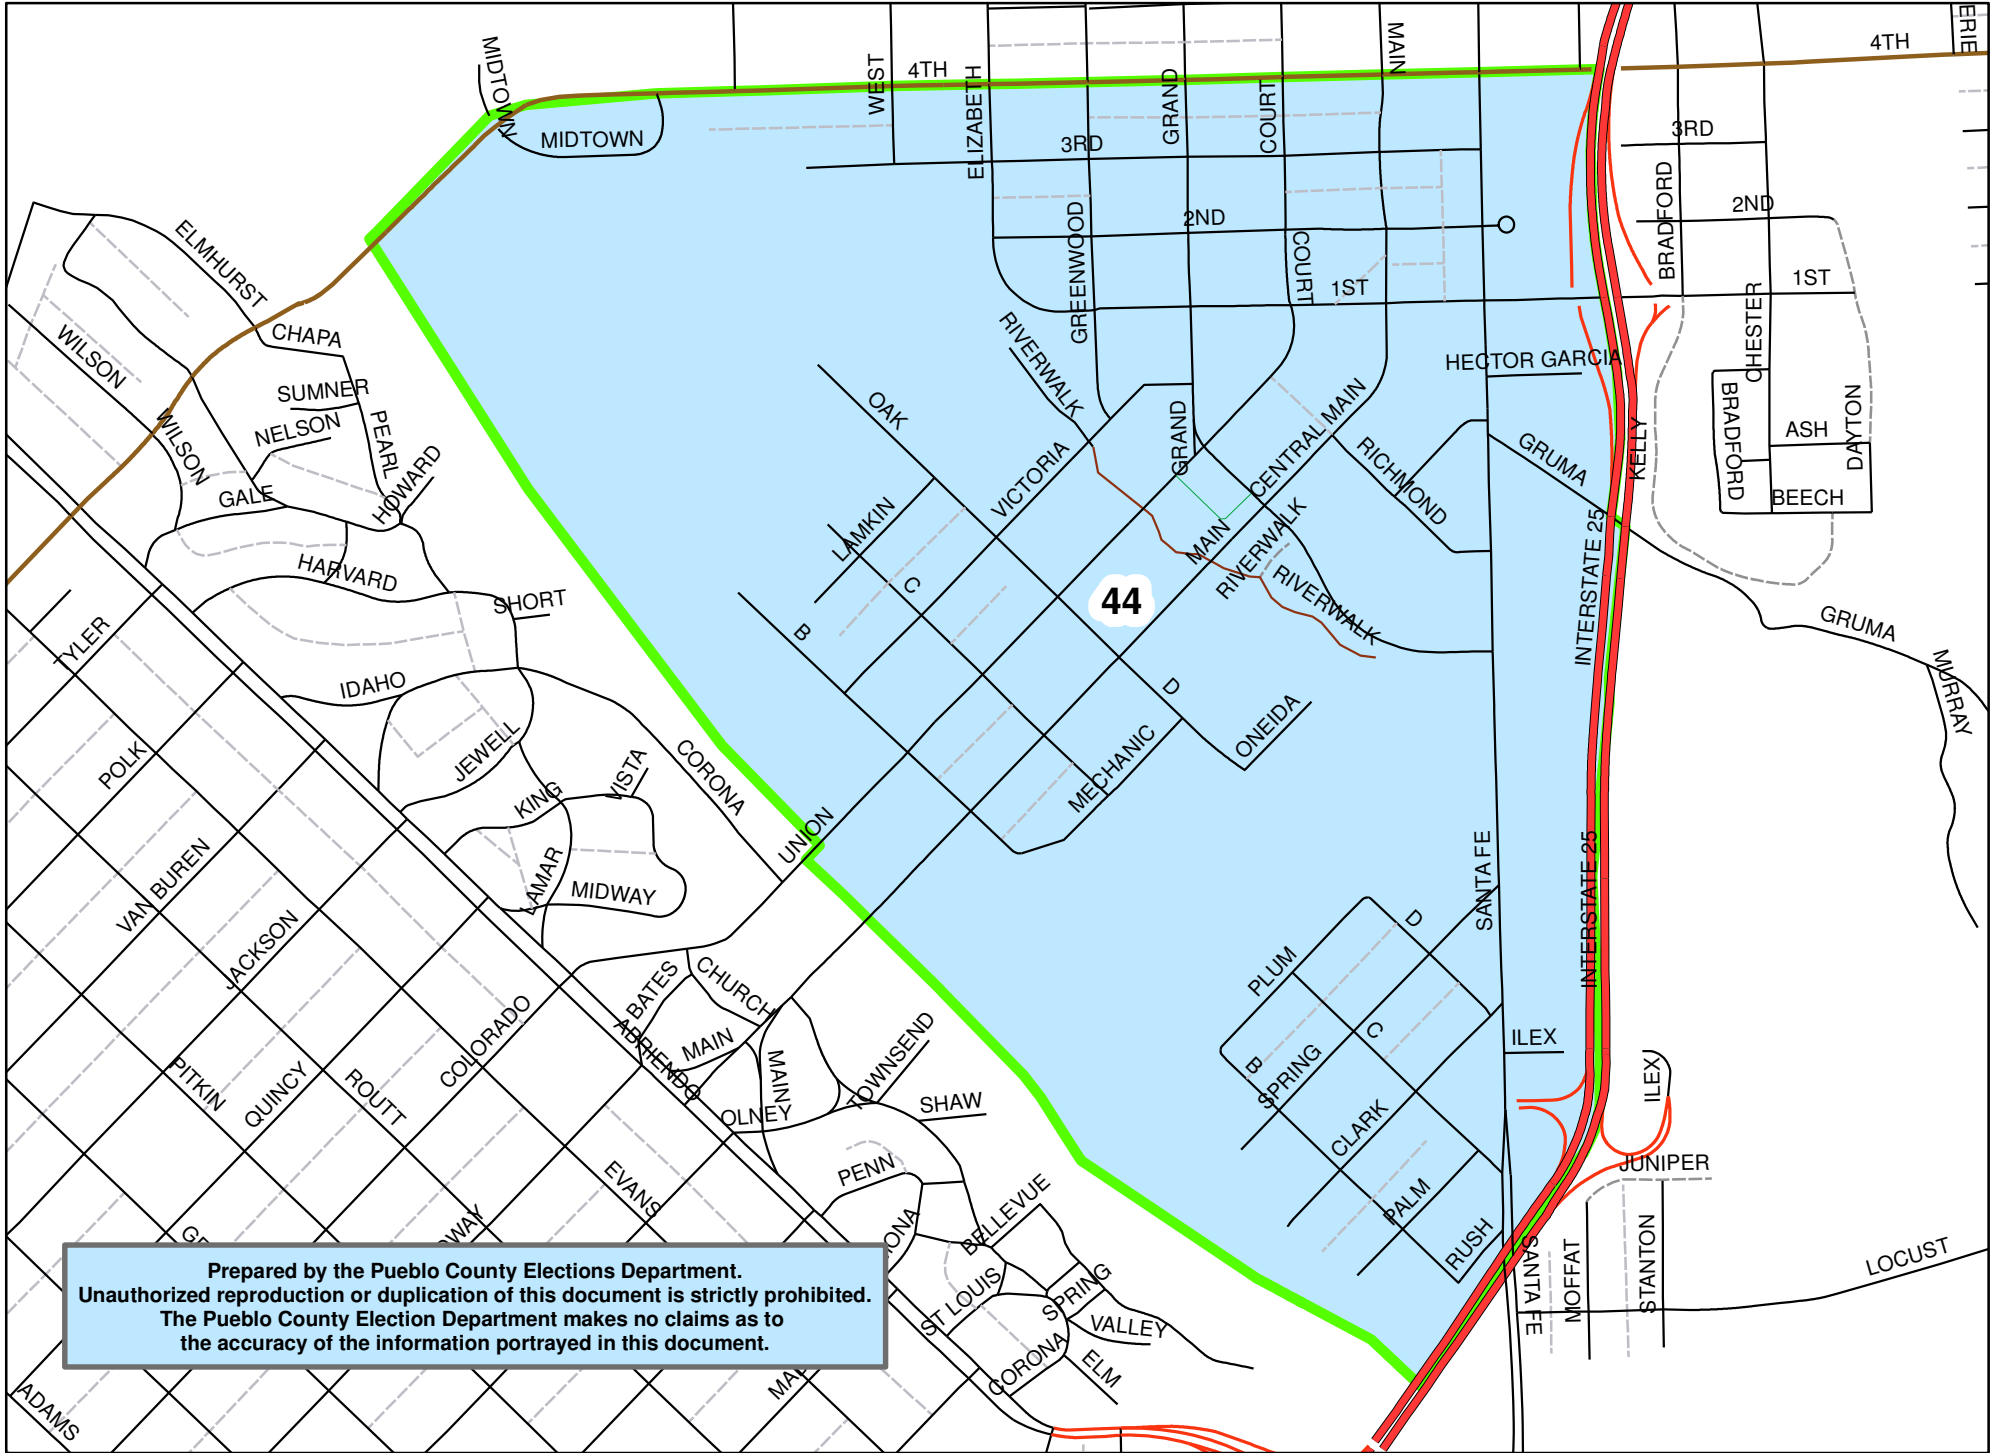 MIDTOWN
MIDTOWN
WEST
4TH
ELIZABETH
GRAND
COURT
MAIN
4TH
ERIE
3RD
3RD
2ND
2ND
BRADFORD
GREENWOOD
COURT
1ST
1ST
ELMHURST
CHAPA
WILSON
SUMNER
NELSON
PEARL
HOWARD
WILSON
GALE
HARVARD
SHORT
TYLER
IDAHO
JEWELL
POLK
KING
VISTA
CORONA
LAMAR
MIDWAY
VAN BUREN
JACKSON
UNION
RIVERWALK
OAK
VICTORIA
GRAND
CENTRAL MAIN
HECTOR GARCIA
RICHMOND
GRUMA
KELLY
CHESTER
BRADFORD
ASH
DAYTON
BEECH
LAMKIN
C
B
MAIN
RIVERWALK
RIVERWALK
44
INTERSTATE 25
GRUMA
MURRAY
D
ONEIDA
MECHANIC
SANTA FE
INTERSTATE 25
PLUM
D
C
B
SPRING
CLARK
PALM
RUSH
ILEX
ILEX
JUNIPER
SANTA FE
MOFFAT
STANTON
LOCUST
BATES
CHURCH
ABRIENDO
MAIN
MAIN
OLNEY
TOWNSEND
SHAW
PENN
BELLEVUE
ST LOUIS
SPRING
VALLEY
CORONA
ELM
COLORADO
PITKIN
QUINCY
ROUTT
EVANS
GR
OWAY
ONA
MA
ADAMS
Prepared by the Pueblo County Elections Department.
Unauthorized reproduction or duplication of this document is strictly prohibited.
The Pueblo County Election Department makes no claims as to
the accuracy of the information portrayed in this document.